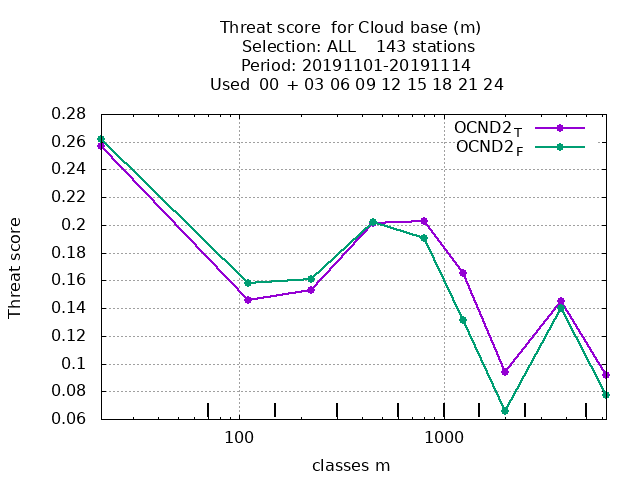 Threat score  for Cloud base (m)
Selection: ALL    143 stations
Period: 20191101-20191114
Used  00 + 03 06 09 12 15 18 21 24
OCND2_T
OCND2_F
0.28
0.26
0.24
0.22
0.2
0.18
0.16
0.14
0.12
0.1
0.08
0.06
Threat score
100 1000
classes m